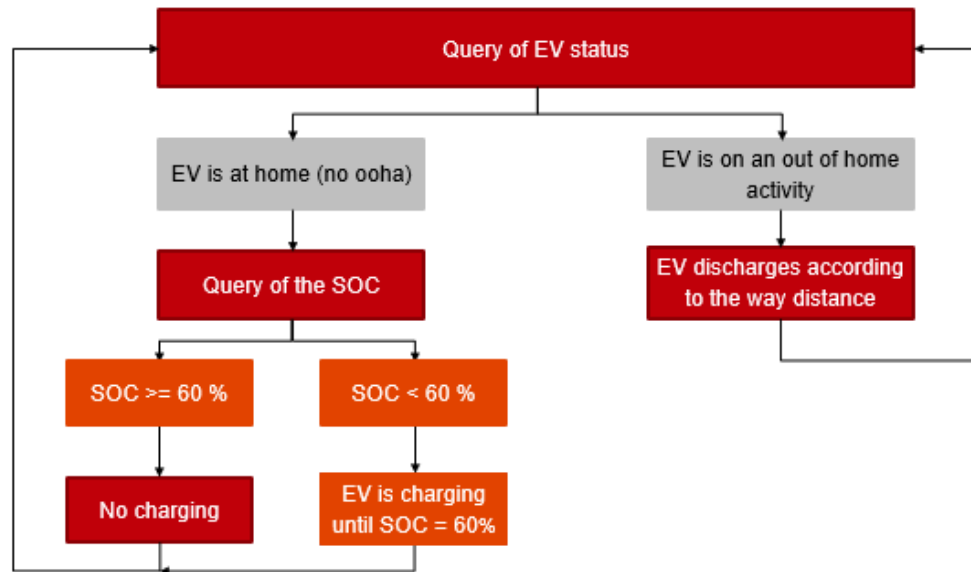 Query of EV status
EV is at home (no ooha)
EV is on an out of home
activity
Query of the SOC
EV discharges according
to the way distance
SOC >= 60 %
SOC < 60 %
No charging
EV is charging
until SOC = 60%